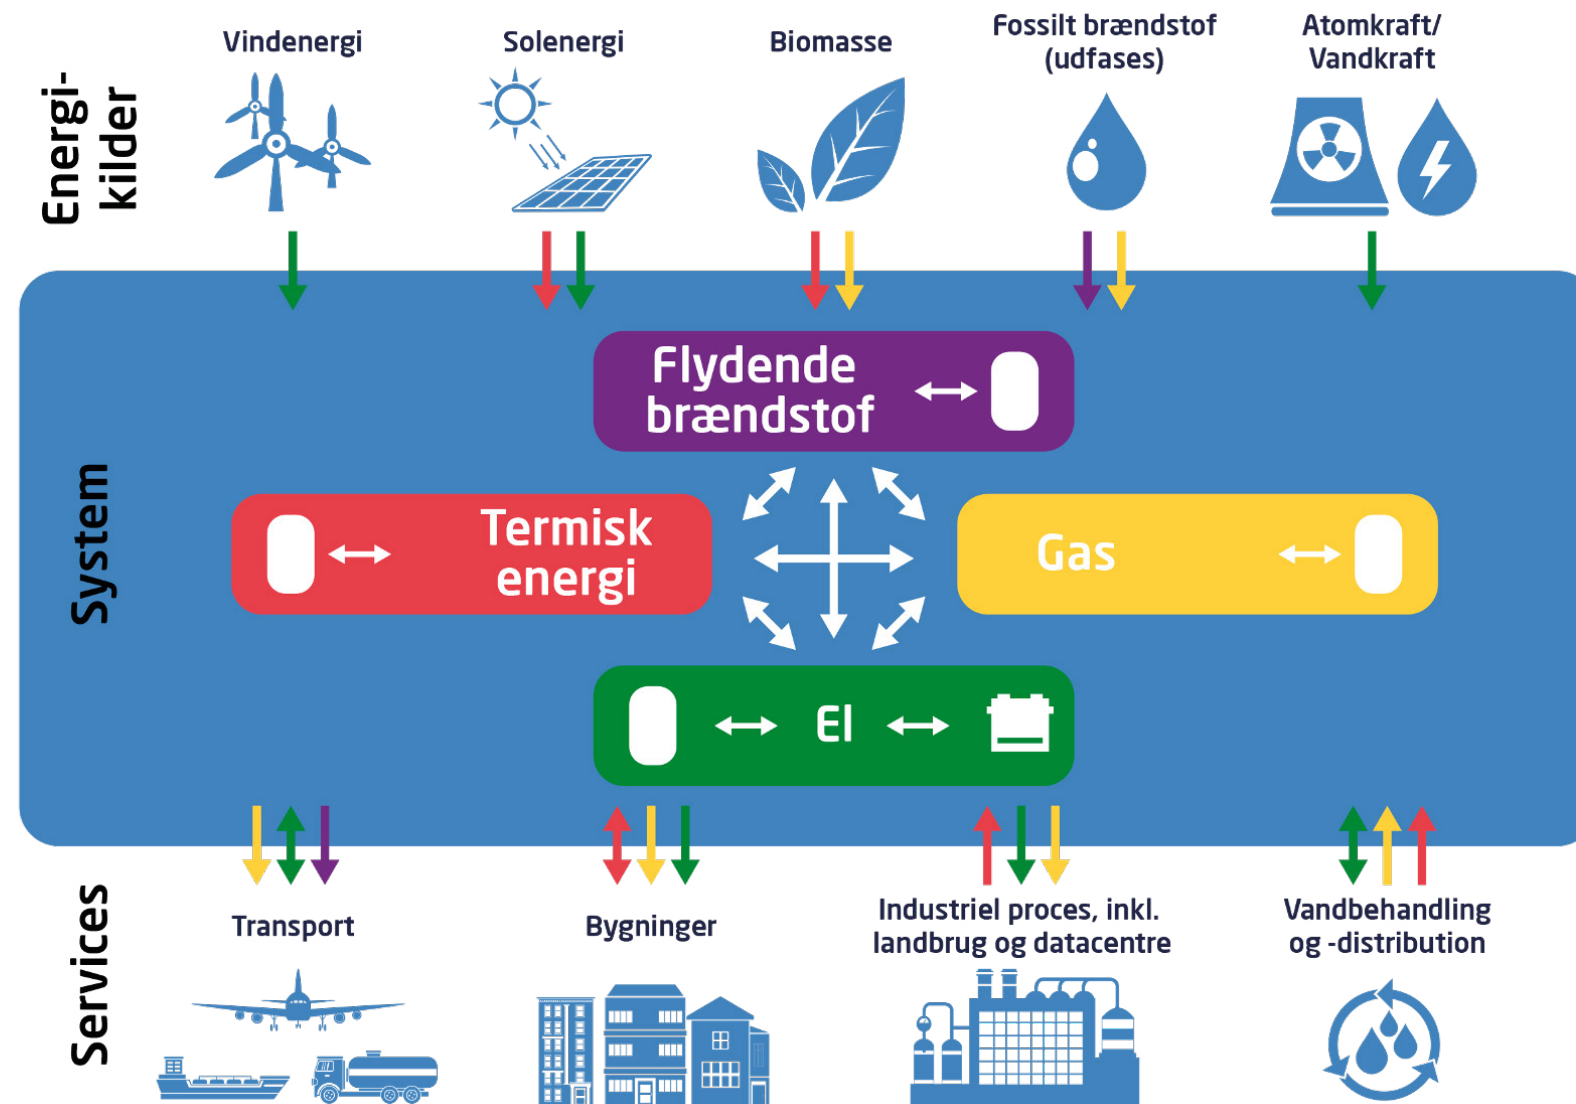 Energi-
kilder
Vindenergi
Solenergi
Biomasse
Fossilt brændstof
(udfases)
Atomkraft/
Vandkraft
System
Flydende
brændstof
Termisk
energi
Gas
El
Services
Transport
Bygninger
Industriel proces, inkl.
landbrug og datacentre
Vandbehandling
og -distribution